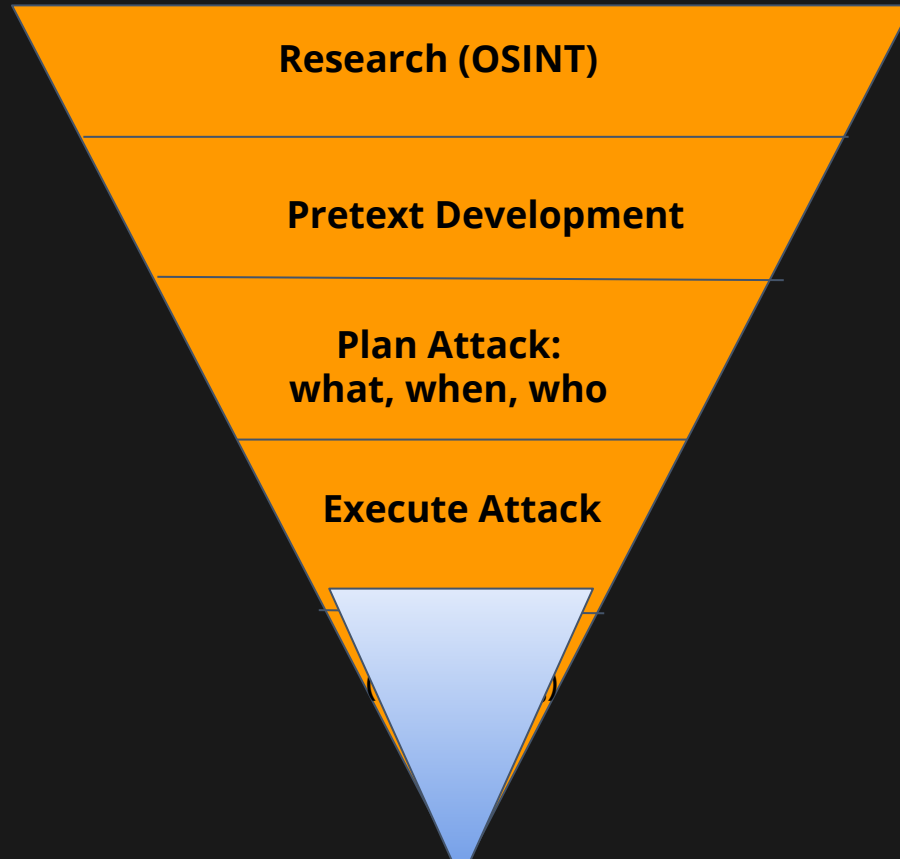 Research (OSINT)
Pretext Development
Plan Attack:
what, when, who
Execute Attack
( )